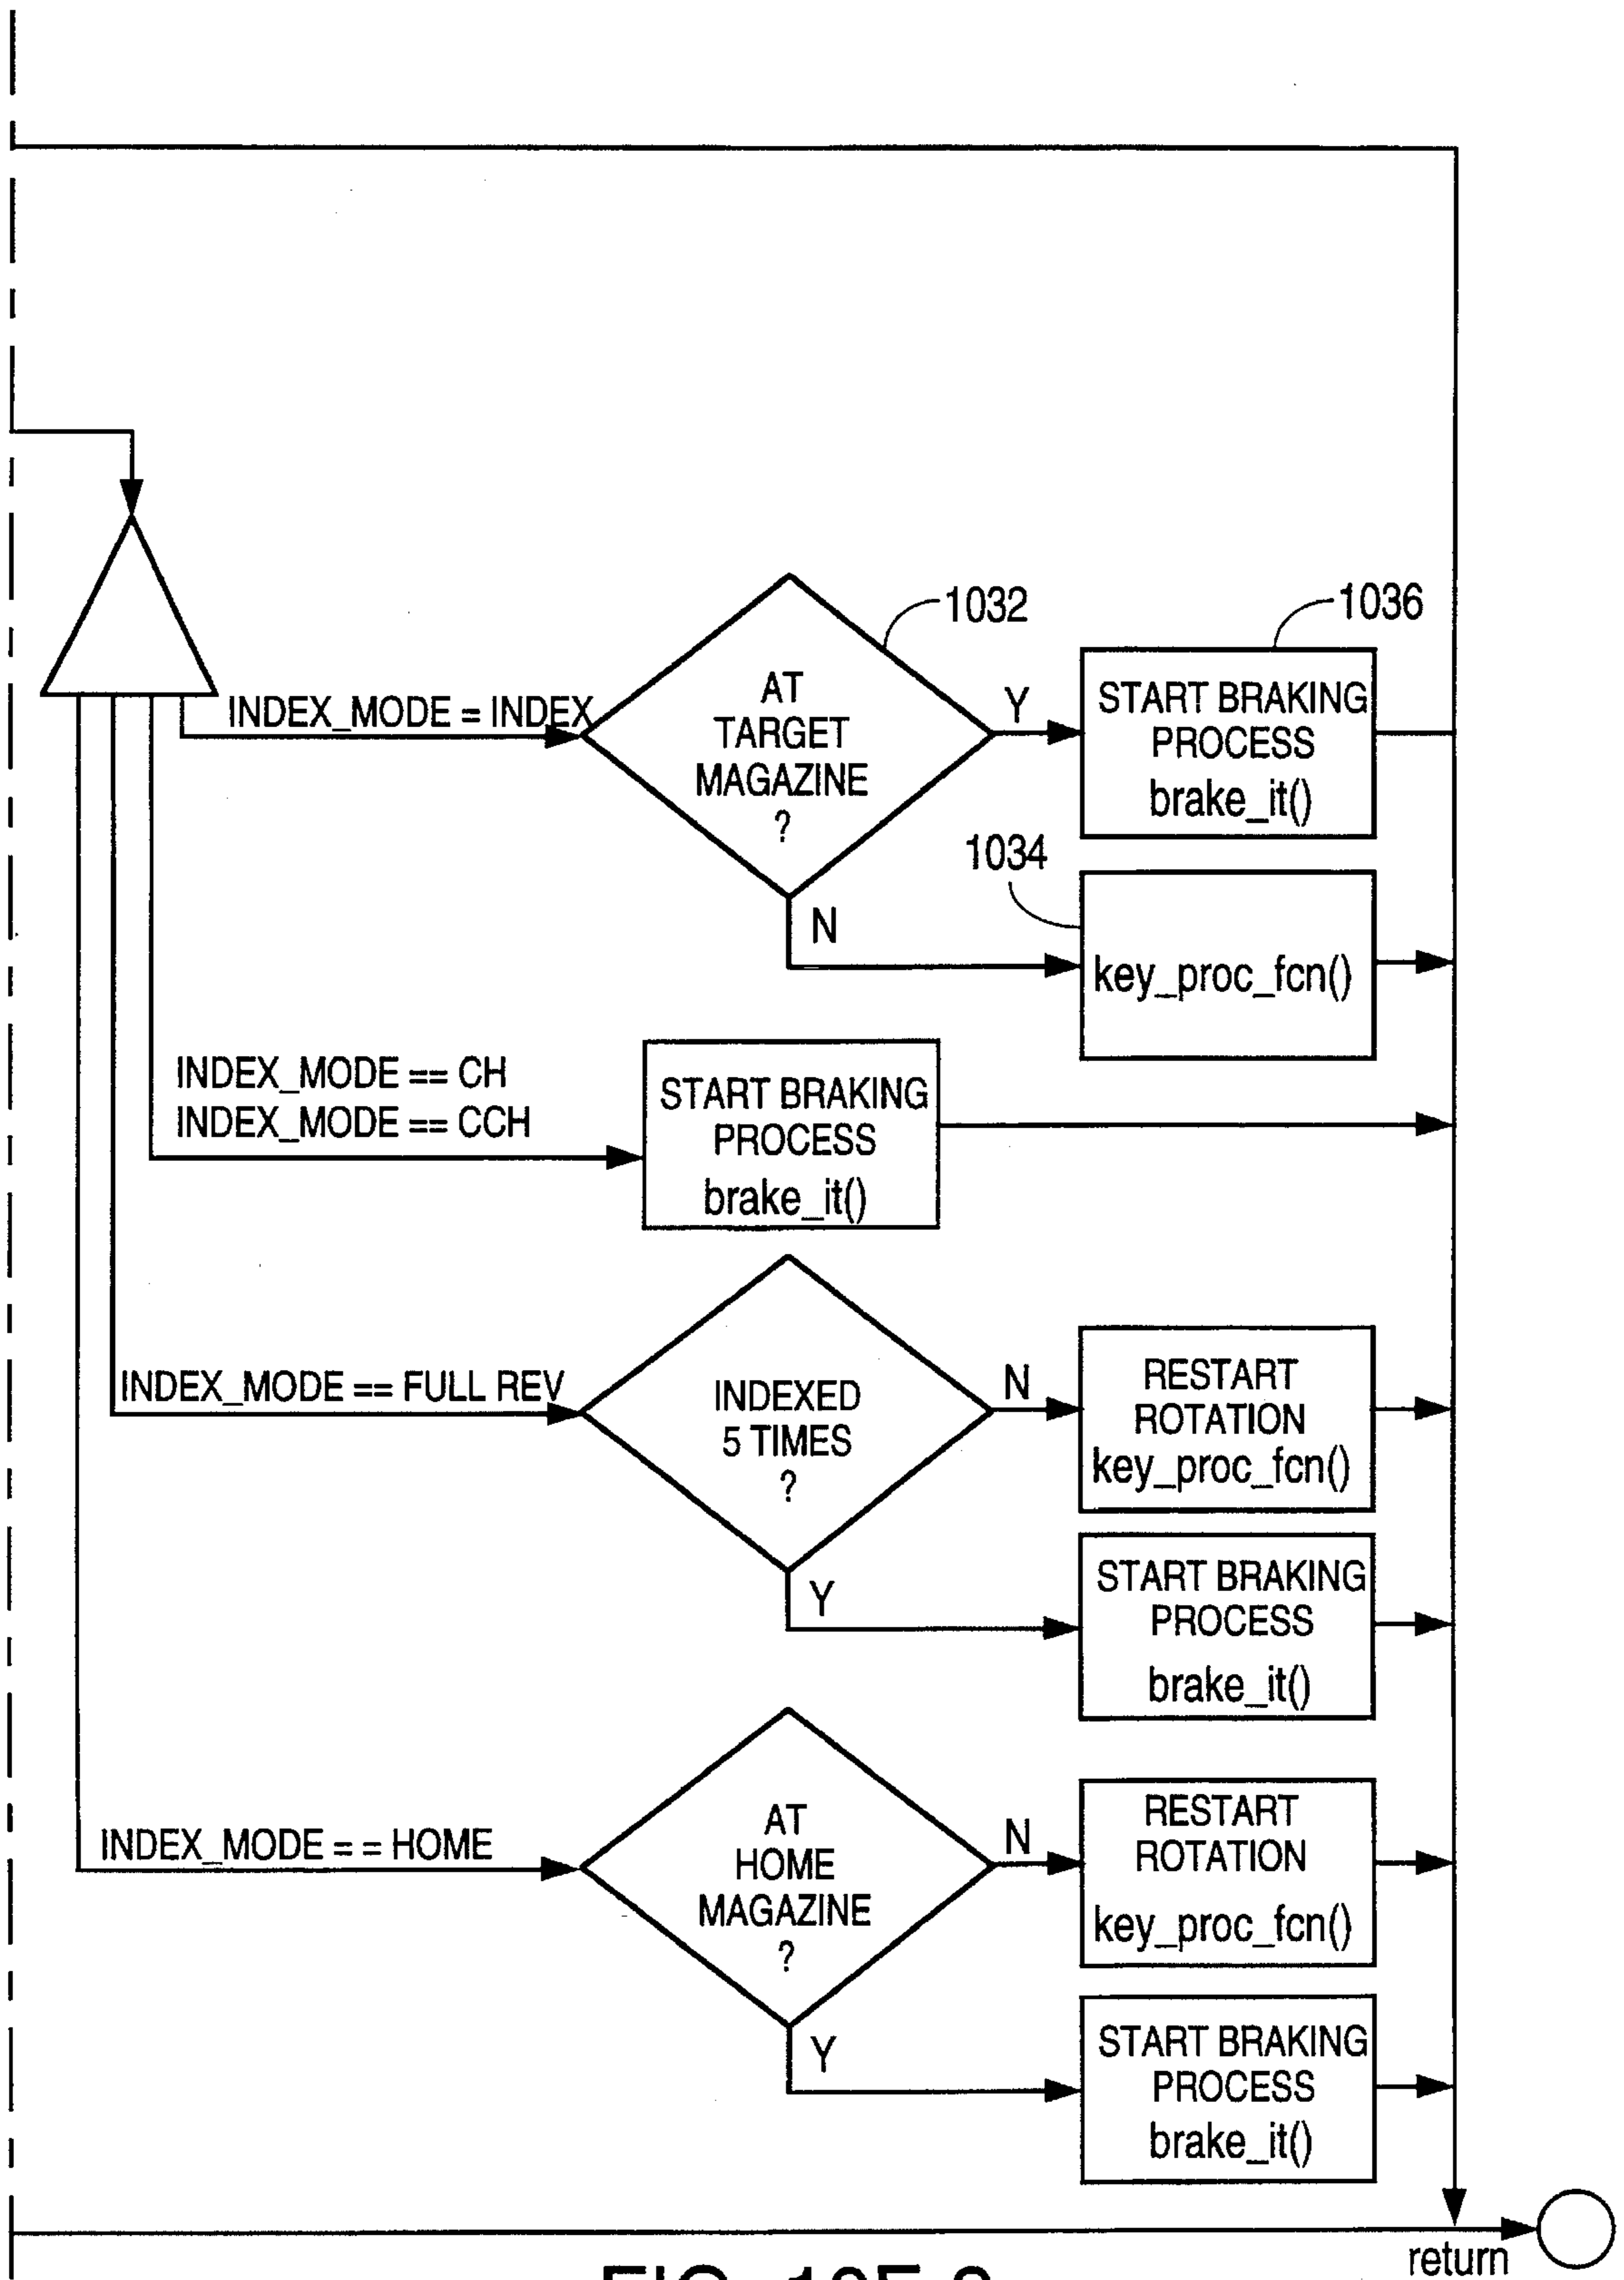 1032
1036
INDEX_MODE = INDEX
AT
TARGET
MAGAZINE
?
Y
START BRAKING
PROCESS
brake_it()
1034
N
key_proc_fcn()
INDEX_MODE == CH
INDEX_MODE == CCH
START BRAKING
PROCESS
brake_it()
INDEX_MODE == FULL REV
INDEXED
5 TIMES
?
N
RESTART
ROTATION
key_proc_fcn()
Y
START BRAKING
PROCESS
brake_it()
INDEX_MODE = = HOME
AT
HOME
MAGAZINE
?
N
RESTART
ROTATION
key_proc_fcn()
Y
START BRAKING
PROCESS
brake_it()
return
FIG.